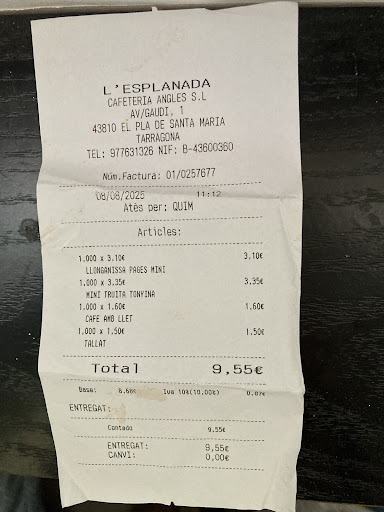 L'ESPLANADA
CAFETERIA ANGLES S.L
AV/GAUDI, 1
43810 EL PLA DE SANTA MARIA
TARRAGONA
TEL: 977631326 NIF: B-43600360
Núm.Factura: 01/0257677
08/08/2025 11:12
Atès per: QUIM
Articles:
1,000 x 3,10€ 3,10€
LLONGANISSA PAGES MINI
1,000 x 3,35€ 3,35€
MINI TRUITA TONYINA
1,000 x 1,60€ 1,60€
CAFE AMB LLET
1,000 x 1,50€ 1,50€
TALLAT
Total 9,55€
Base: 8.68€ Iva 10%(10,00%) 0.87€
ENTREGAT:
Contado 9,55€
ENTREGAT: 9,55€
CANVI: 0,00€